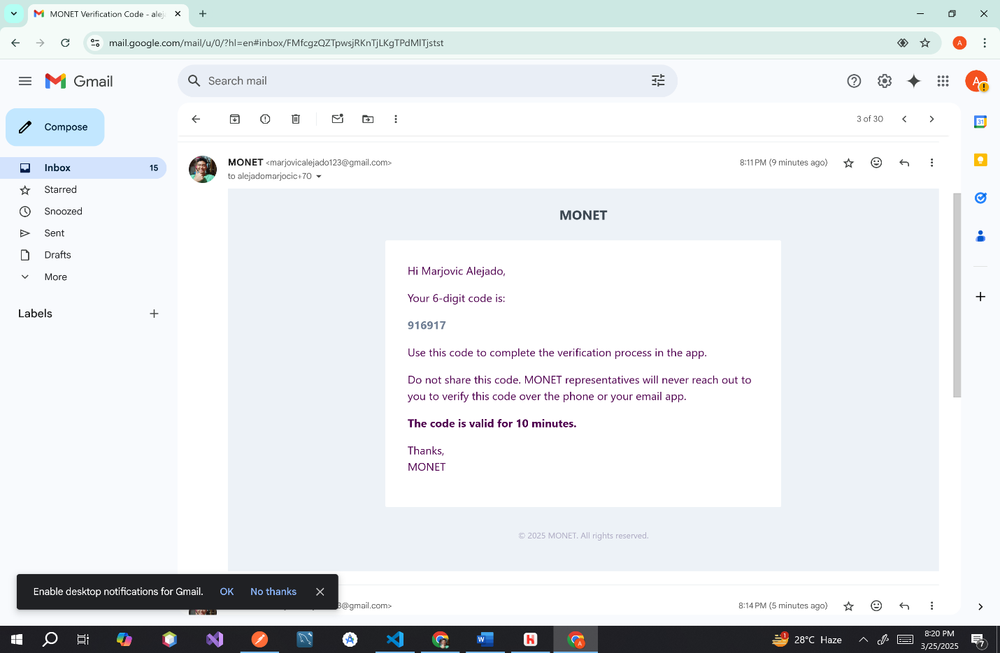 MONET Verification Code - alej
mail.google.com/mail/u/0/?hl=en#inbox/FMfcgzQZTpwsjRKnTjLKgTPdMlTjstst
A
Gmail
Search mail
A
Compose
3 of 30
31
Inbox 15
Starred
Snoozed
Sent
Drafts
More
Labels
MONET <marjovicalejado123@gmail.com>
8:11 PM (9 minutes ago)
to alejadomarjocic+70
MONET
Hi Marjovic Alejado,
Your 6-digit code is:
916917
Use this code to complete the verification process in the app.
Do not share this code. MONET representatives will never reach out to
you to verify this code over the phone or your email app.
The code is valid for 10 minutes.
Thanks,
MONET
© 2025 MONET. All rights reserved.
Enable desktop notifications for Gmail. OK No thanks
3@gmail.com>
8:14 PM (5 minutes ago)
28°C Haze
8:20 PM
3/25/2025
7